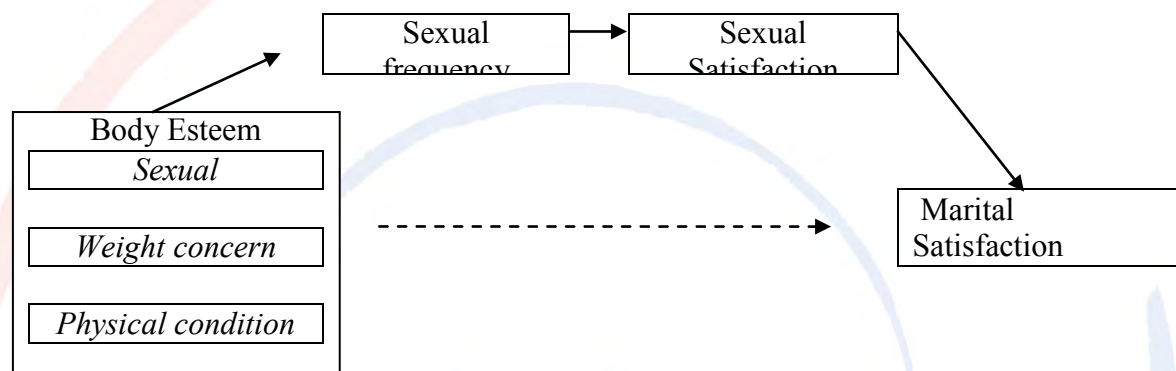 Sexual
frequency
Sexual
Satisfaction
Body Esteem
Sexual
Weight concern
Physical condition
Marital
Satisfaction